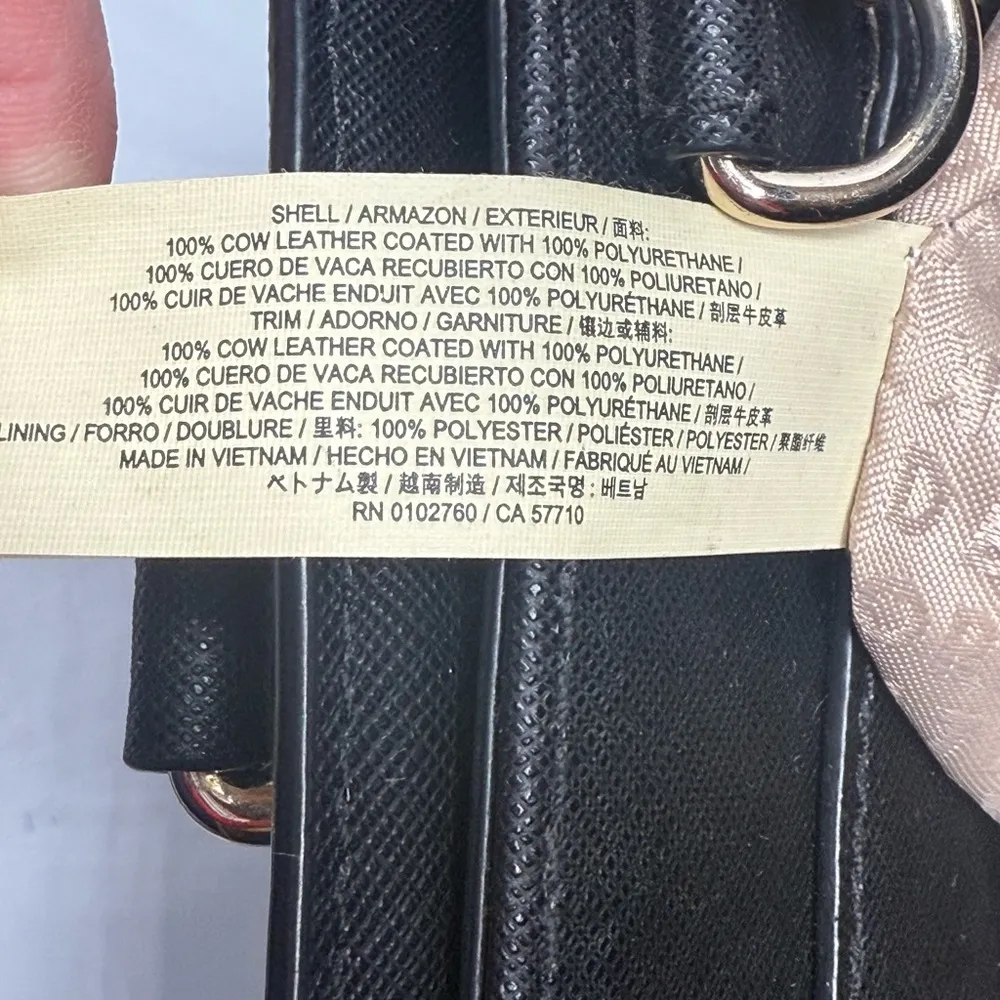 SHELL / ARMAZON / EXTERIEUR / 面料:
100% COW LEATHER COATED WITH 100% POLYURETHANE /
100% CUERO DE VACA RECUBIERTO CON 100% POLIURETANO /
100% CUIR DE VACHE ENDUIT AVEC 100% POLYURÉTHANE / 剖层牛皮革
TRIM / ADORNO / GARNITURE / 镶边或辅料:
100% COW LEATHER COATED WITH 100% POLYURETHANE /
100% CUERO DE VACA RECUBIERTO CON 100% POLIURETANO /
100% CUIR DE VACHE ENDUIT AVEC 100% POLYURÉTHANE / 剖层牛皮革
LINING / FORRO / DOUBLURE / 里料: 100% POLYESTER / POLIÉSTER / POLYESTER / 聚酯纤维
MADE IN VIETNAM / HECHO EN VIETNAM / FABRIQUÉ AU VIETNAM /
ベトナム製 / 越南制造 / 제조국명 : 베트남
RN 0102760 / CA 57710